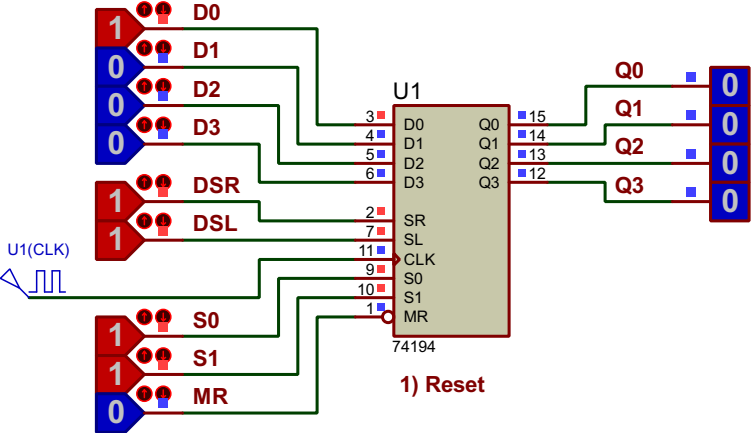 1 D0
0 D1
0 D2
0 D3
1 DSR
1 DSL
U1(CLK)
1 S0
1 S1
0 MR
U1
3 D0 Q0 15
4 D1 Q1 14
5 D2 Q2 13
6 D3 Q3 12
2 SR
7 SL
11 CLK
9 S0
10 S1
1 MR
74194
1) Reset
Q0 0
Q1 0
Q2 0
Q3 0